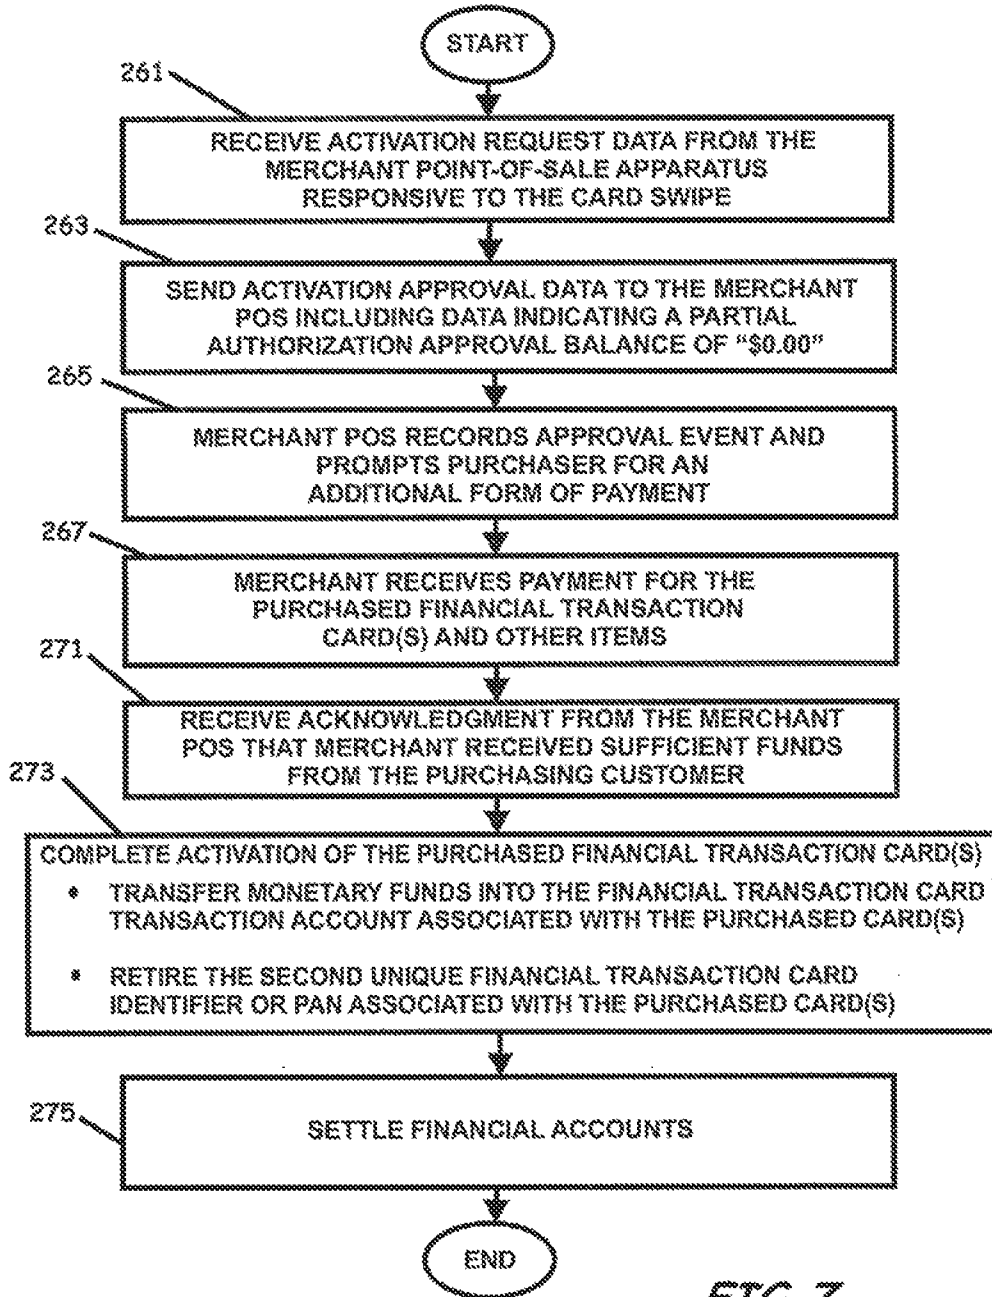 START
261
RECEIVE ACTIVATION REQUEST DATA FROM THE
MERCHANT POINT-OF-SALE APPARATUS
RESPONSIVE TO THE CARD SWIPE
263
SEND ACTIVATION APPROVAL DATA TO THE MERCHANT
POS INCLUDING DATA INDICATING A PARTIAL
AUTHORIZATION APPROVAL BALANCE OF “$0.00”
265
MERCHANT POS RECORDS APPROVAL EVENT AND
PROMPTS PURCHASER FOR AN
ADDITIONAL FORM OF PAYMENT
267
MERCHANT RECEIVES PAYMENT FOR THE
PURCHASED FINANCIAL TRANSACTION
CARD(S) AND OTHER ITEMS
271
RECEIVE ACKNOWLEDGMENT FROM THE MERCHANT
POS THAT MERCHANT RECEIVED SUFFICIENT FUNDS
FROM THE PURCHASING CUSTOMER
273
COMPLETE ACTIVATION OF THE PURCHASED FINANCIAL TRANSACTION CARD(S)
• TRANSFER MONETARY FUNDS INTO THE FINANCIAL TRANSACTION CARD
TRANSACTION ACCOUNT ASSOCIATED WITH THE PURCHASED CARD(S)
• RETIRE THE SECOND UNIQUE FINANCIAL TRANSACTION CARD
IDENTIFIER OR PAN ASSOCIATED WITH THE PURCHASED CARD(S)
275
SETTLE FINANCIAL ACCOUNTS
END